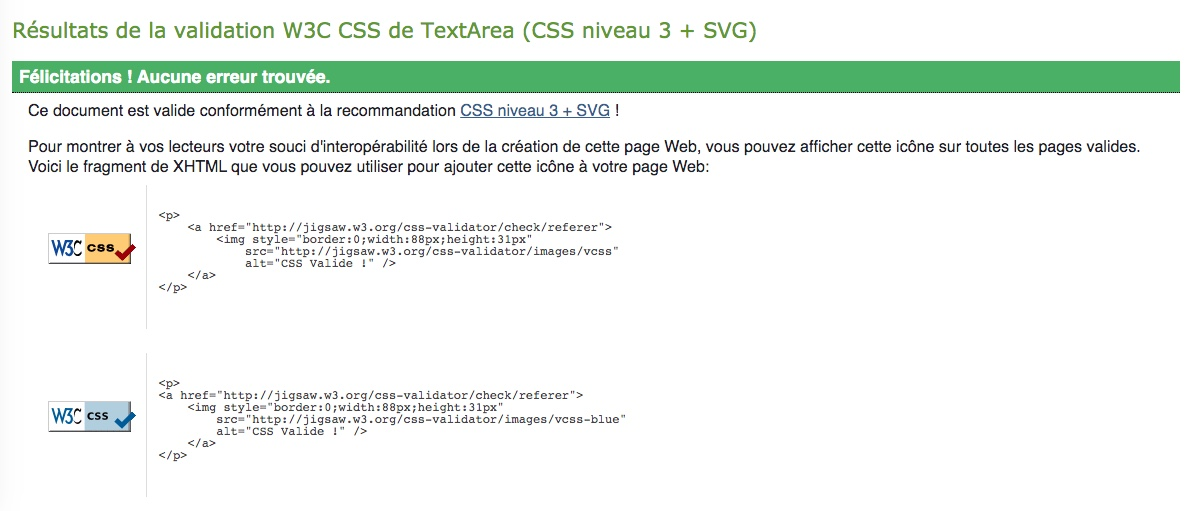 Résultats de la validation W3C CSS de TextArea (CSS niveau 3 + SVG)
Félicitations ! Aucune erreur trouvée.
Ce document est valide conformément à la recommandation CSS niveau 3 + SVG !
Pour montrer à vos lecteurs votre souci d'interopérabilité lors de la création de cette page Web, vous pouvez afficher cette icône sur toutes les pages valides.
Voici le fragment de XHTML que vous pouvez utiliser pour ajouter cette icône à votre page Web:
W3C css
<p>
<a href="http://jigsaw.w3.org/css-validator/check/referer">
<img style="border:0;width:88px;height:31px"
src="http://jigsaw.w3.org/css-validator/images/vcss"
alt="CSS Valide !" />
</a>
</p>
W3C css
<p>
<a href="http://jigsaw.w3.org/css-validator/check/referer">
<img style="border:0;width:88px;height:31px"
src="http://jigsaw.w3.org/css-validator/images/vcss-blue"
alt="CSS Valide !" />
</a>
</p>